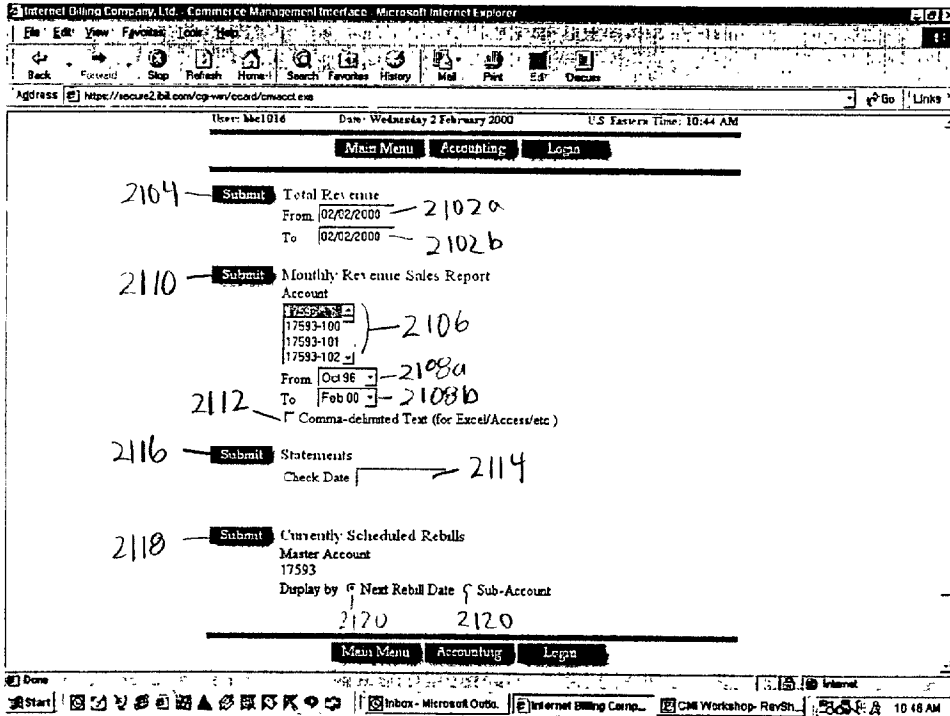 Internet Billing Company, Ltd. - Commerce Management Interface - Microsoft Internet Explorer
File Edit View Favorites Tools Help
Back Forward Stop Refresh Home Search Favorites History Mail Print Edit Discuss
Address https://secure2.ibill.com/cgi-win/ccard/cmiacct.exe Go Links
User: bbc1016 Date: Wednesday 2 February 2000 U.S Eastern Time: 10:44 AM
Main Menu Accounting Login
2104 Submit Total Revenue
From 02/02/2000 2102a
To 02/02/2000 2102b
2110 Submit Monthly Revenue Sales Report
Account
17593-100
17593-101 2106
17593-102
From Oct 96 2108a
To Feb 00 2108b
2112 Comma-delimited Text (for Excel/Access/etc)
2116 Submit Statements
Check Date 2114
2118 Submit Currently Scheduled Rebills
Master Account
17593
Display by Next Rebill Date Sub-Account
2120 2120
Main Menu Accounting Login
Done Internet
Start Inbox - Microsoft Outlo.. Internet Billing Comp... CMI Workshop- RevSh... 10:46 AM